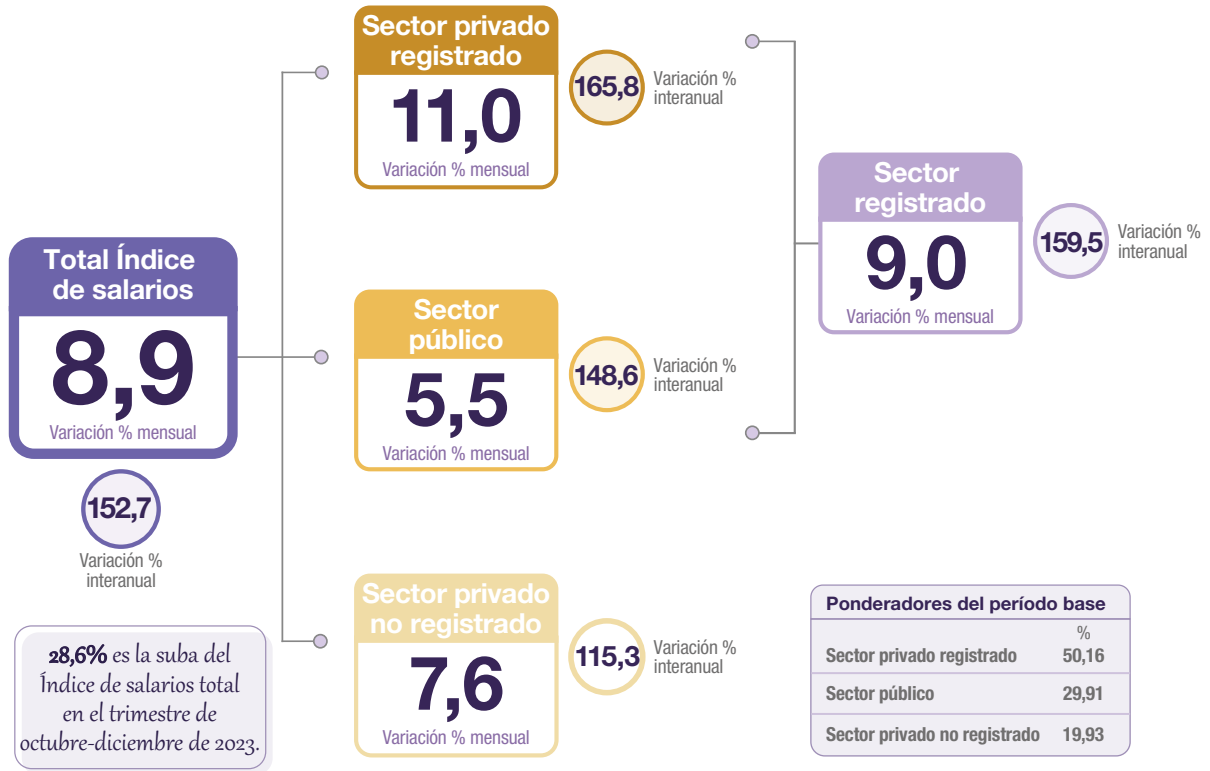 Total Índice
de salarios
8,9
Variación % mensual
152,7
Variación %
interanual
28,6% es la suba del
Índice de salarios total
en el trimestre de
octubre-diciembre de 2023.
Sector privado
registrado
11,0
Variación % mensual
165,8
Variación %
interanual
Sector
público
5,5
Variación % mensual
148,6
Variación %
interanual
Sector privado
no registrado
7,6
Variación % mensual
115,3
Variación %
interanual
Sector
registrado
9,0
Variación % mensual
159,5
Variación %
interanual
Ponderadores del período base
%
Sector privado registrado 50,16
Sector público 29,91
Sector privado no registrado 19,93